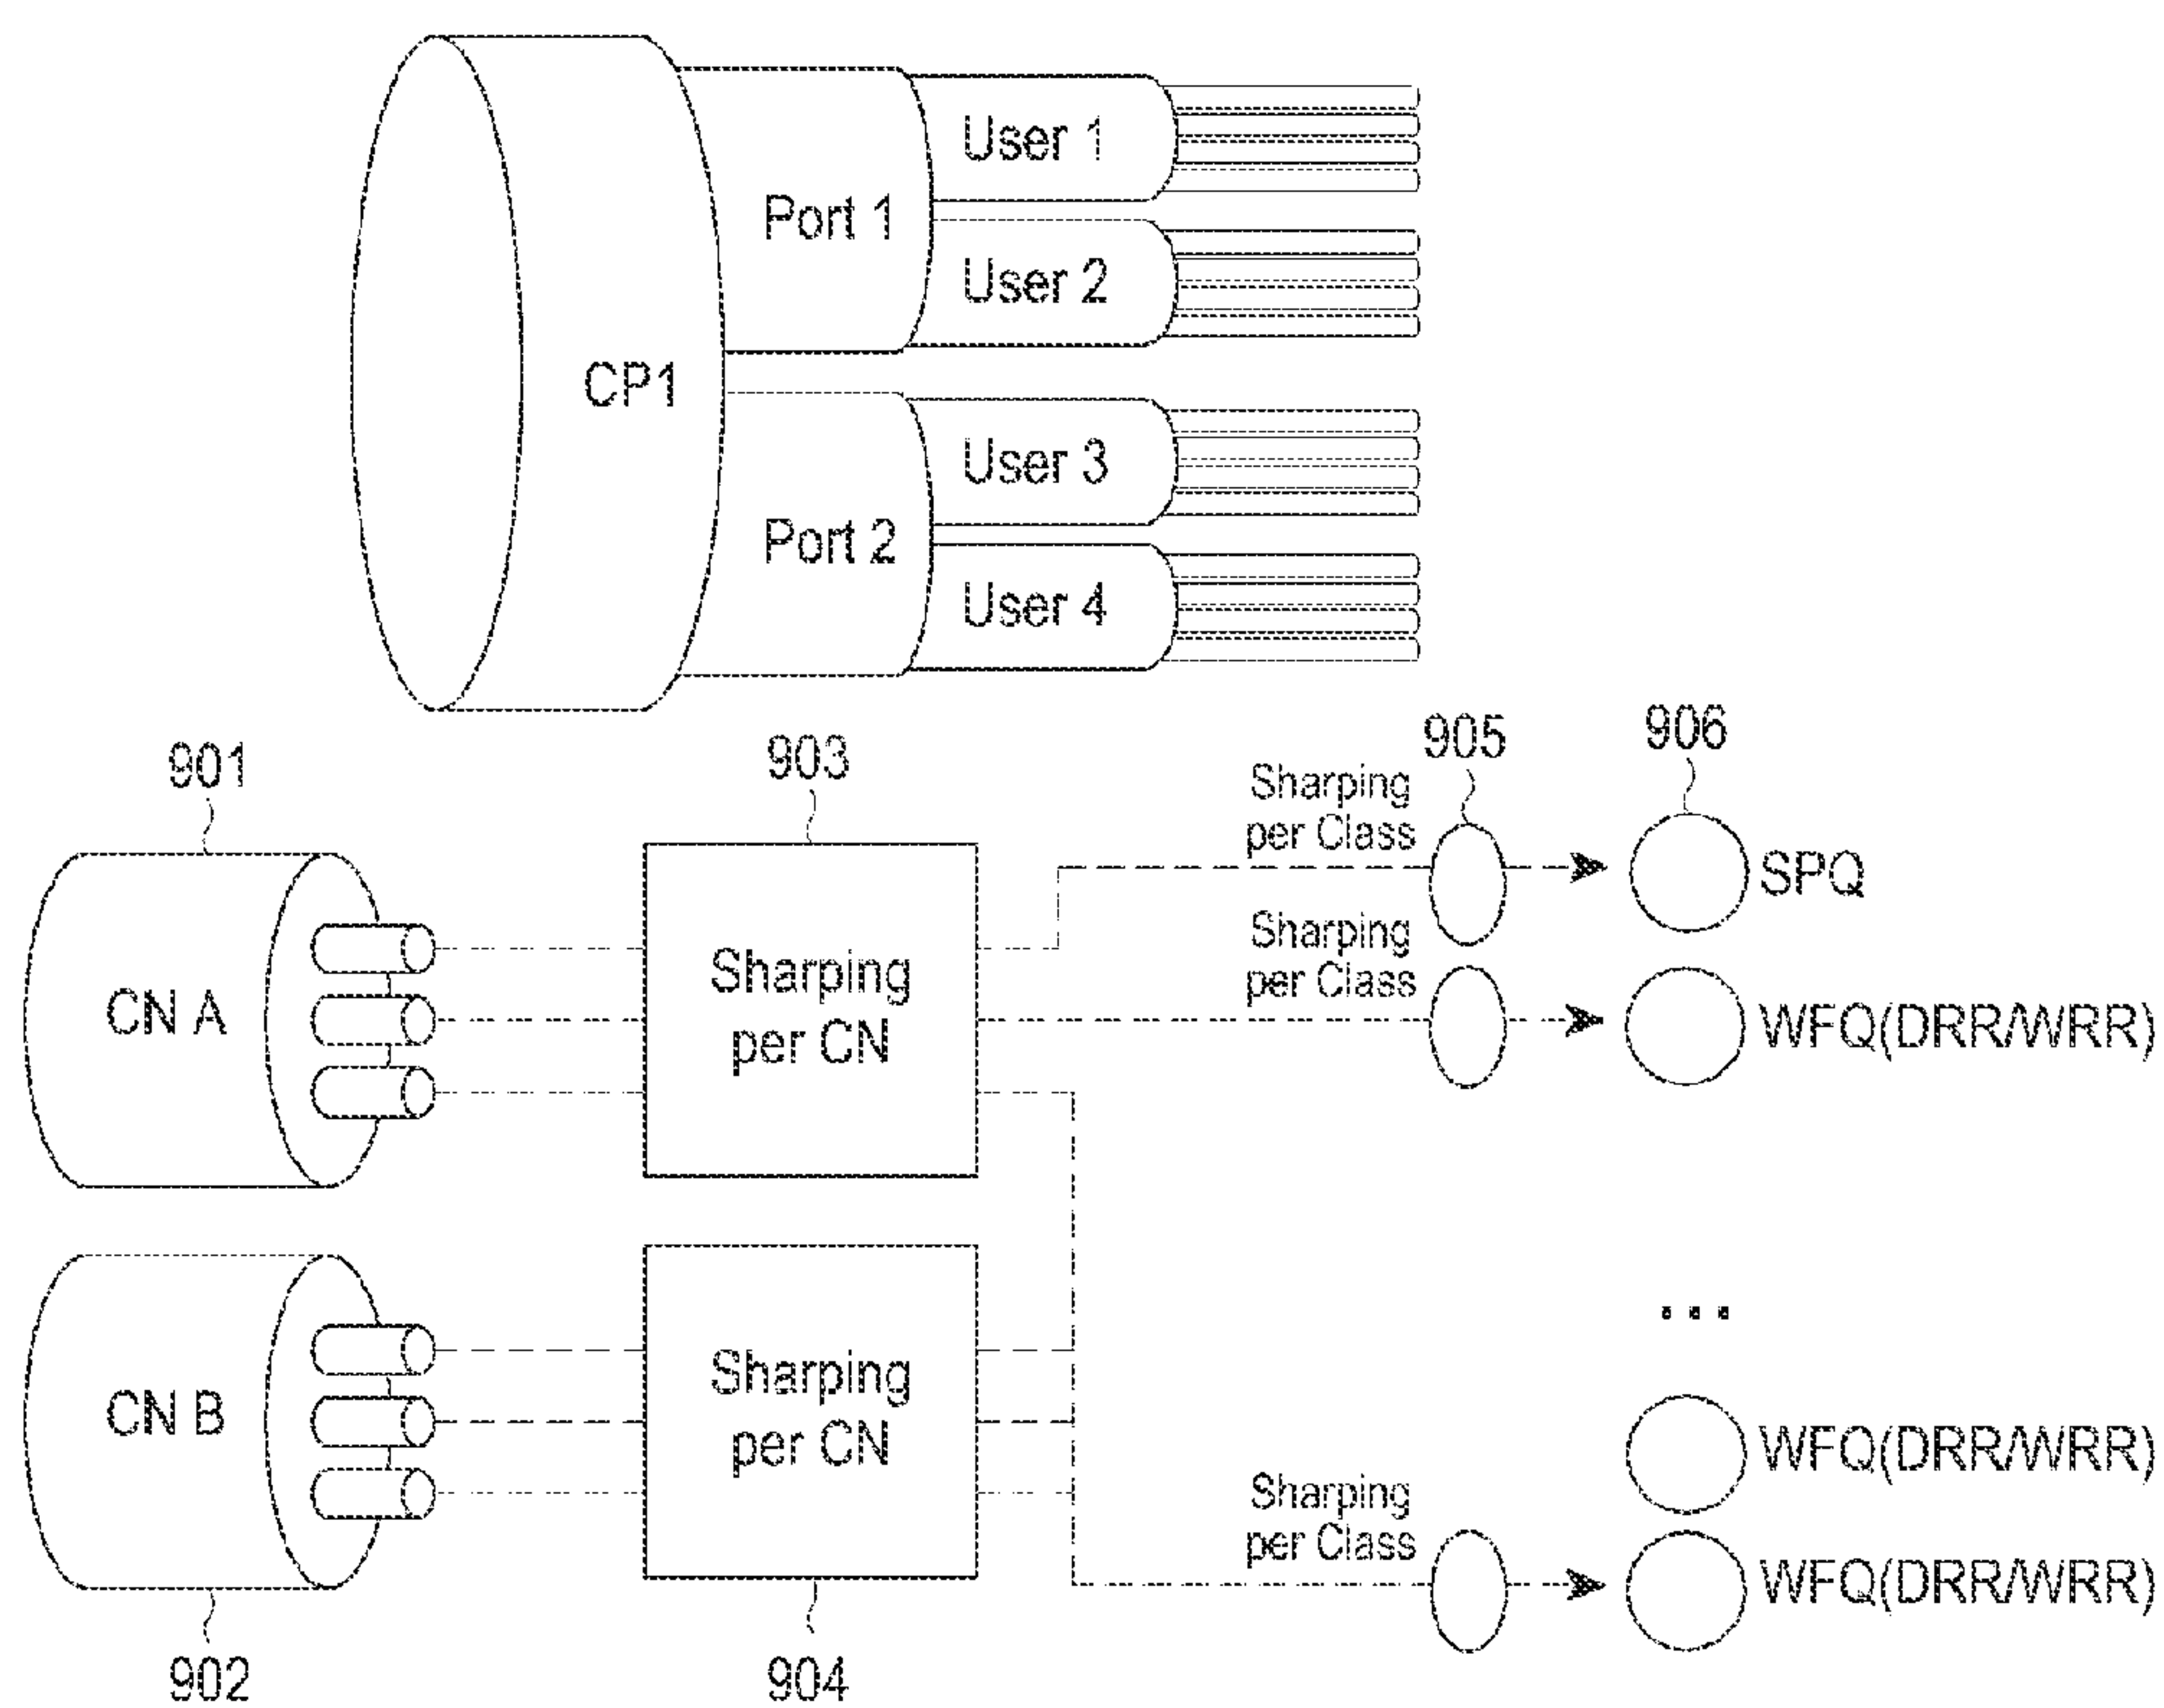 User 1
Port 1
User 2
CP1
User 3
Port 2
User 4
901
903
905
906
Sharping
per Class
SPQ
Sharping
per Class
CN A
Sharping
per CN
WFQ(DRR/WRR)
...
CN B
Sharping
per CN
WFQ(DRR/WRR)
Sharping
per Class
WFQ(DRR/WRR)
902
904